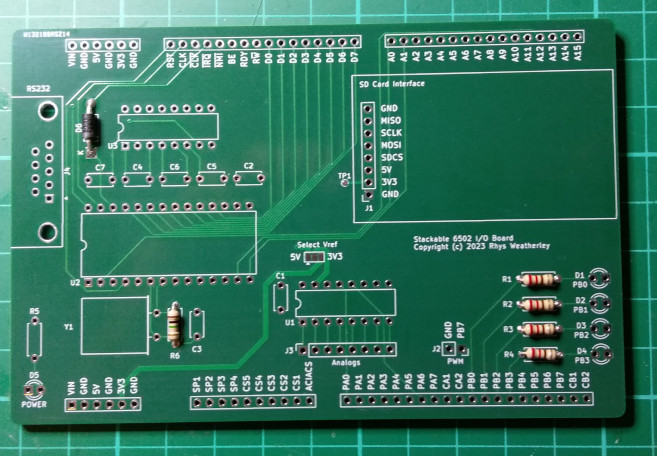 VIN GND 5V GND 3V3 GND
RST CLK CLK IRQ NMI BE RDY RW D0 D1 D2 D3 D4 D5 D6 D7
A0 A1 A2 A3 A4 A5 A6 A7 A8 A9 A10 A11 A12 A13 A14 A15
RS232
J4
D6
K
U3
C7 C4 C6 C5 C2
SD Card Interface
GND
MISO
SCLK
MOSI
SDCS
5V
TP1 3V3
GND
J1
Stackable 6502 I/O Board
Copyright (c) 2023 Rhys Weatherley
Select Vref
5V 3V3
U2
C1
U1
R5
Y1
R6
C3
J3
Analogs
R1 D1
PB0
R2 D2
PB1
R3 D3
PB2
R4 D4
PB3
GND PB7
J2
PWM
D5
POWER
VIN GND 5V GND 3V3 GND
SP1 SP2 SP3 SP4 CS5 CS4 CS3 CS2 CS1 ACIACS
PA0 PA1 PA2 PA3 PA4 PA5 PA6 PA7 CA1 CA2 PB0 PB1 PB2 PB3 PB4 PB5 PB6 PB7 CB1 CB2